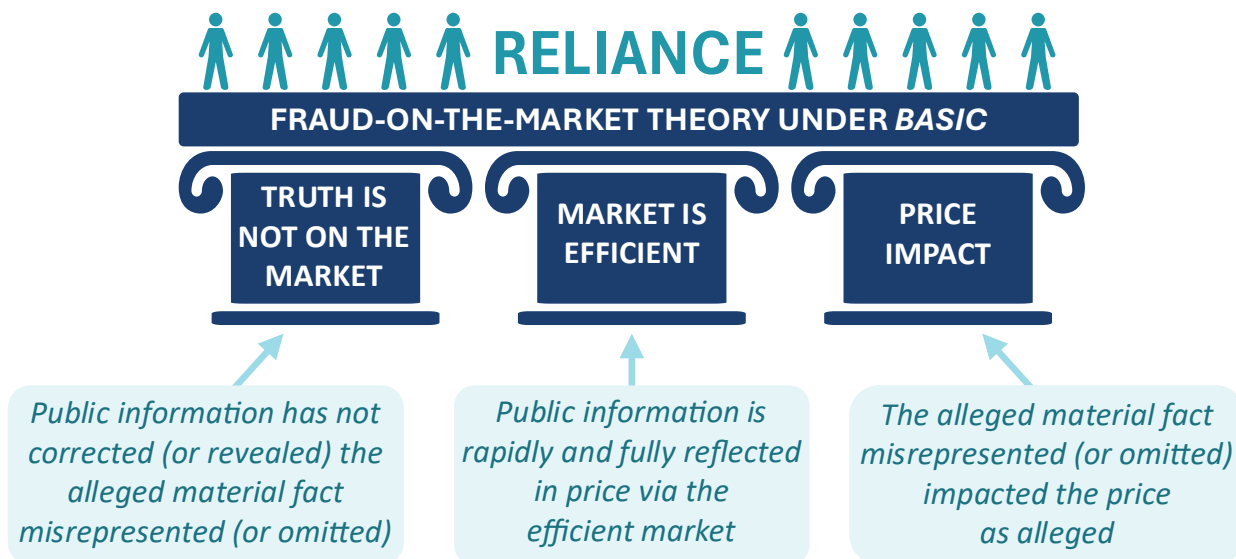 RELIANCE
FRAUD-ON-THE-MARKET THEORY UNDER BASIC
TRUTH IS
NOT ON THE
MARKET
MARKET IS
EFFICIENT
PRICE
IMPACT
Public information has not
corrected (or revealed) the
alleged material fact
misrepresented (or omitted)
Public information is
rapidly and fully reflected
in price via the
efficient market
The alleged material fact
misrepresented (or omitted)
impacted the price
as alleged